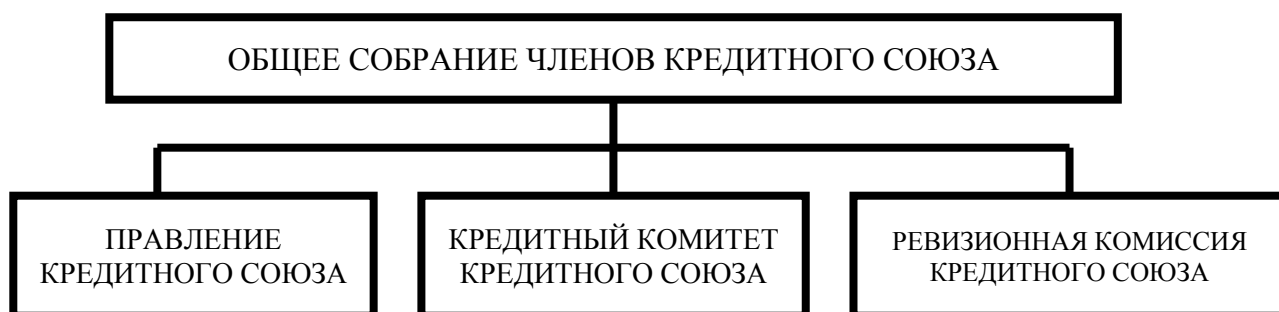 ОБЩЕЕ СОБРАНИЕ ЧЛЕНОВ КРЕДИТНОГО СОЮЗА
ПРАВЛЕНИЕ
КРЕДИТНОГО СОЮЗА
КРЕДИТНЫЙ КОМИТЕТ
КРЕДИТНОГО СОЮЗА
РЕВИЗИОННАЯ КОМИССИЯ
КРЕДИТНОГО СОЮЗА